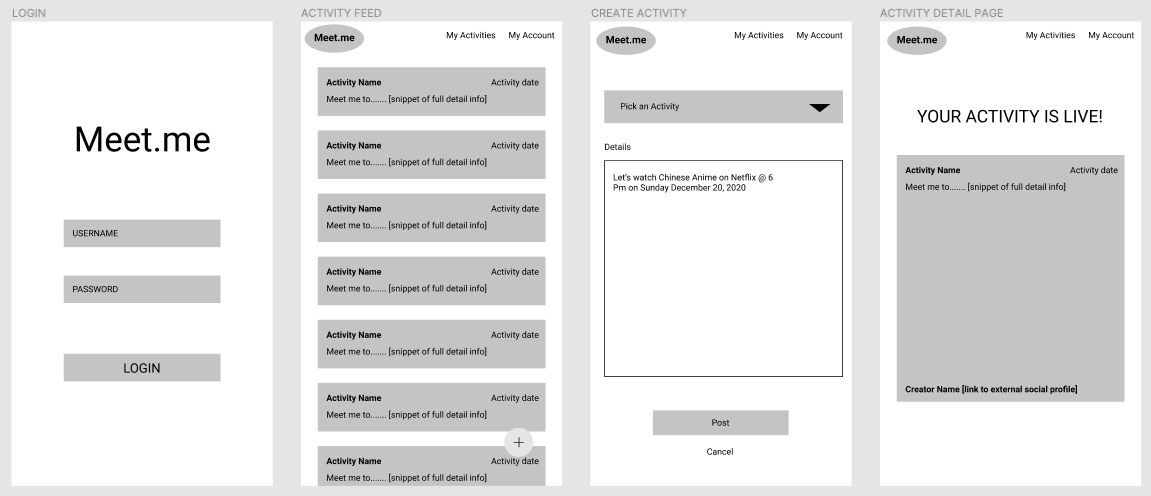 LOGIN
Meet.me
USERNAME
PASSWORD
LOGIN
ACTIVITY FEED
Meet.me
My Activities My Account
Activity Name Activity date
Meet me to....... [snippet of full detail info]
Activity Name Activity date
Meet me to....... [snippet of full detail info]
Activity Name Activity date
Meet me to....... [snippet of full detail info]
Activity Name Activity date
Meet me to....... [snippet of full detail info]
Activity Name Activity date
Meet me to....... [snippet of full detail info]
Activity Name Activity date
Meet me to....... [snippet of full detail info]
+
Activity Name Activity date
Meet me to....... [snippet of full detail info]
CREATE ACTIVITY
Meet.me
My Activities My Account
Pick an Activity
Details
Let's watch Chinese Anime on Netflix @ 6
Pm on Sunday December 20, 2020
Post
Cancel
ACTIVITY DETAIL PAGE
Meet.me
My Activities My Account
YOUR ACTIVITY IS LIVE!
Activity Name Activity date
Meet me to....... [snippet of full detail info]
Creator Name [link to external social profile]